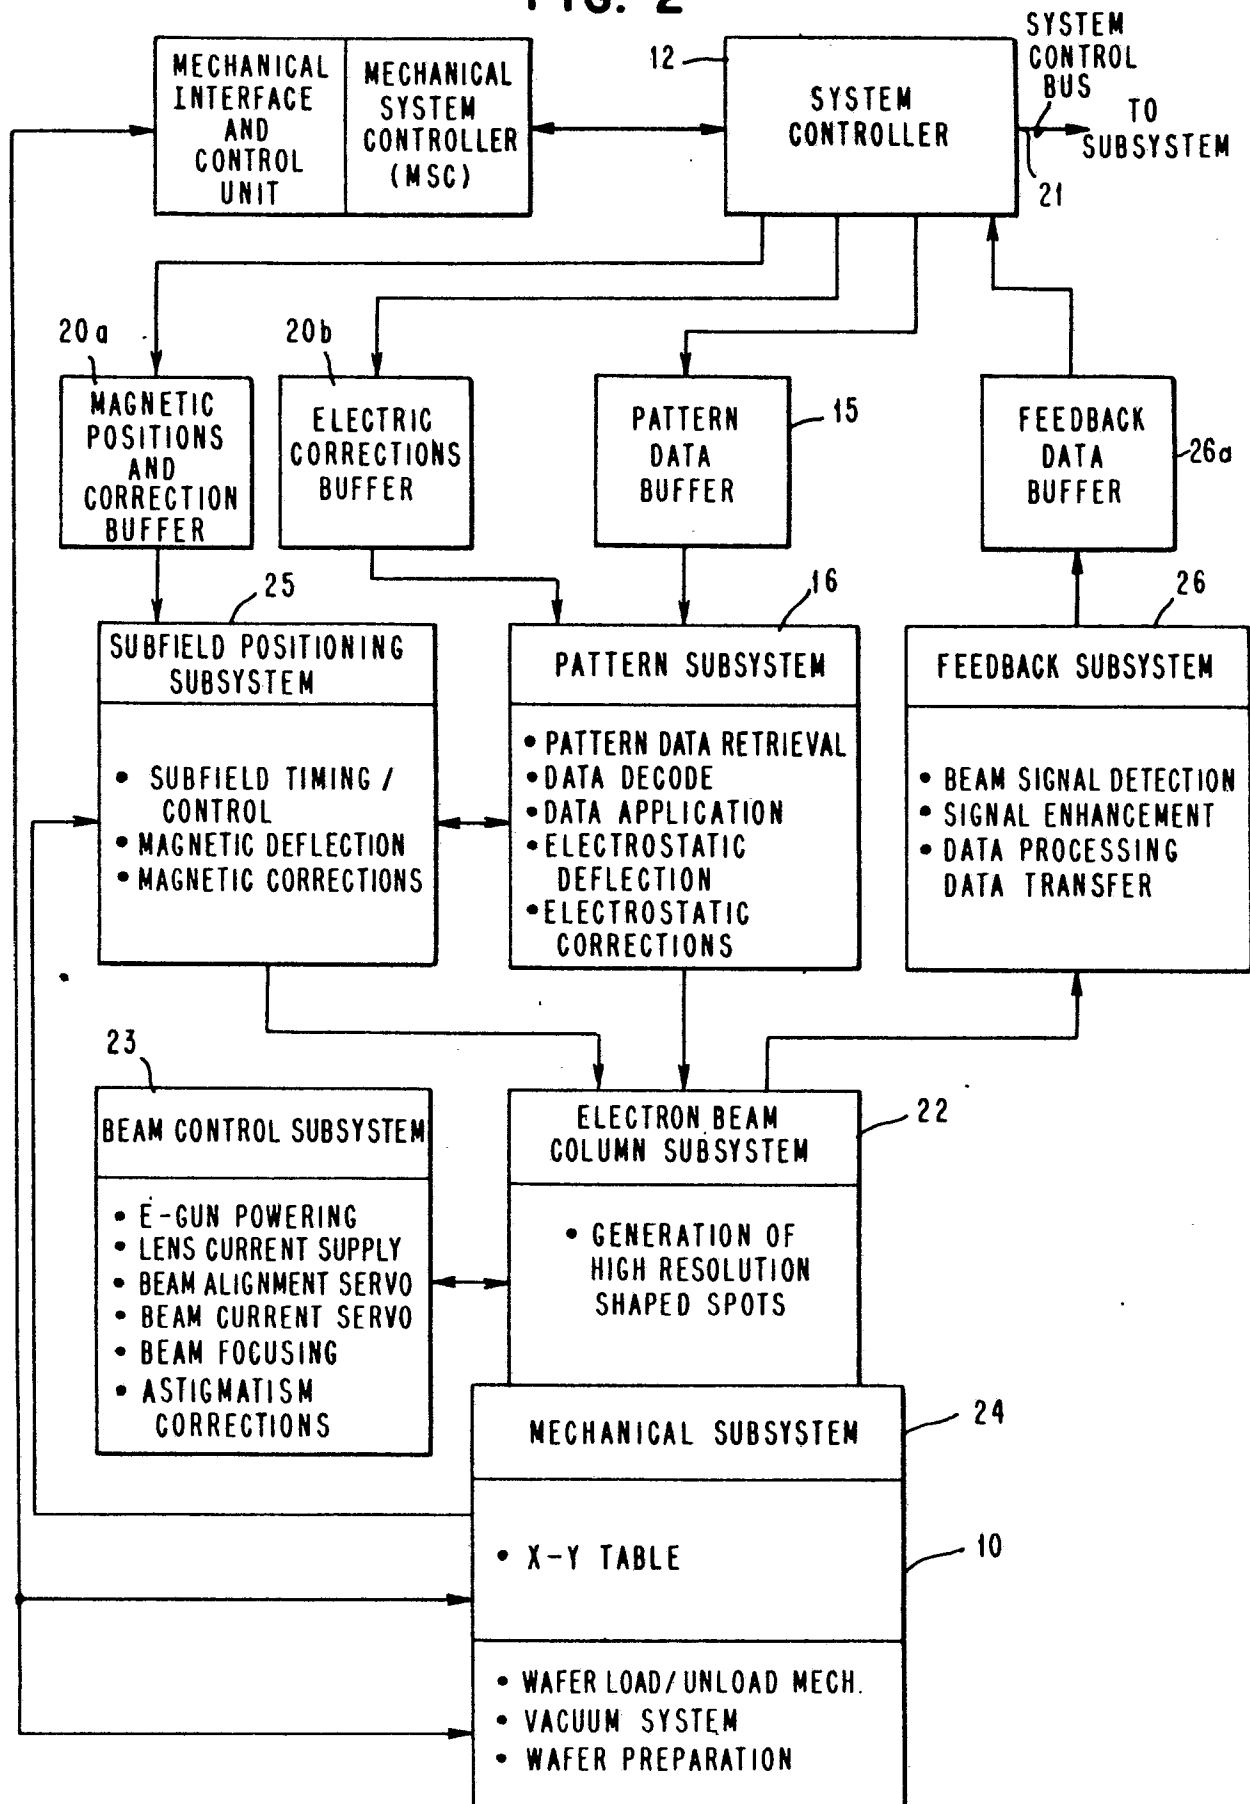 FIG. 2
MECHANICAL
INTERFACE
AND
CONTROL
UNIT
MECHANICAL
SYSTEM
CONTROLLER
(MSC)
12
SYSTEM
CONTROLLER
SYSTEM
CONTROL
BUS
TO
SUBSYSTEM
21
20a
MAGNETIC
POSITIONS
AND
CORRECTION
BUFFER
20b
ELECTRIC
CORRECTIONS
BUFFER
PATTERN
DATA
BUFFER
15
FEEDBACK
DATA
BUFFER
26a
25
SUBFIELD POSITIONING
SUBSYSTEM
• SUBFIELD TIMING /
CONTROL
• MAGNETIC DEFLECTION
• MAGNETIC CORRECTIONS
16
PATTERN SUBSYSTEM
• PATTERN DATA RETRIEVAL
• DATA DECODE
• DATA APPLICATION
• ELECTROSTATIC
DEFLECTION
• ELECTROSTATIC
CORRECTIONS
26
FEEDBACK SUBSYSTEM
• BEAM SIGNAL DETECTION
• SIGNAL ENHANCEMENT
• DATA PROCESSING
DATA TRANSFER
23
BEAM CONTROL SUBSYSTEM
• E-GUN POWERING
• LENS CURRENT SUPPLY
• BEAM ALIGNMENT SERVO
• BEAM CURRENT SERVO
• BEAM FOCUSING
• ASTIGMATISM
CORRECTIONS
ELECTRON BEAM
COLUMN SUBSYSTEM
22
• GENERATION OF
HIGH RESOLUTION
SHAPED SPOTS
MECHANICAL SUBSYSTEM
24
• X-Y TABLE
10
• WAFER LOAD/UNLOAD MECH.
• VACUUM SYSTEM
• WAFER PREPARATION